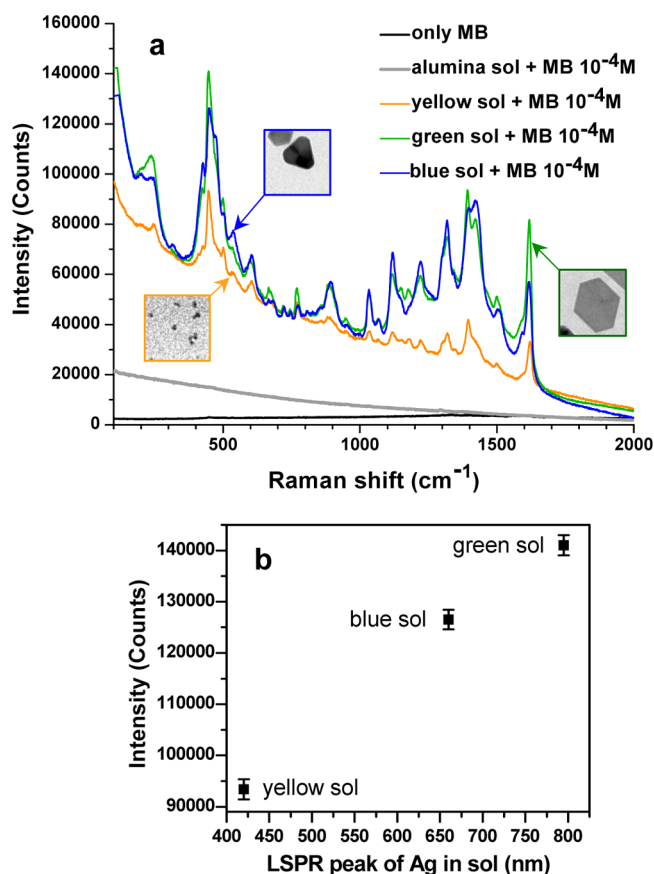 a
only MB
alumina sol + MB 10⁻⁴M
yellow sol + MB 10⁻⁴M
green sol + MB 10⁻⁴M
blue sol + MB 10⁻⁴M
160000
140000
120000
100000
80000
60000
40000
20000
0
Intensity (Counts)
500
1000
1500
2000
Raman shift (cm⁻¹)
b
green sol
blue sol
yellow sol
140000
130000
120000
110000
100000
90000
Intensity (Counts)
400 450 500 550 600 650 700 750 800
LSPR peak of Ag in sol (nm)